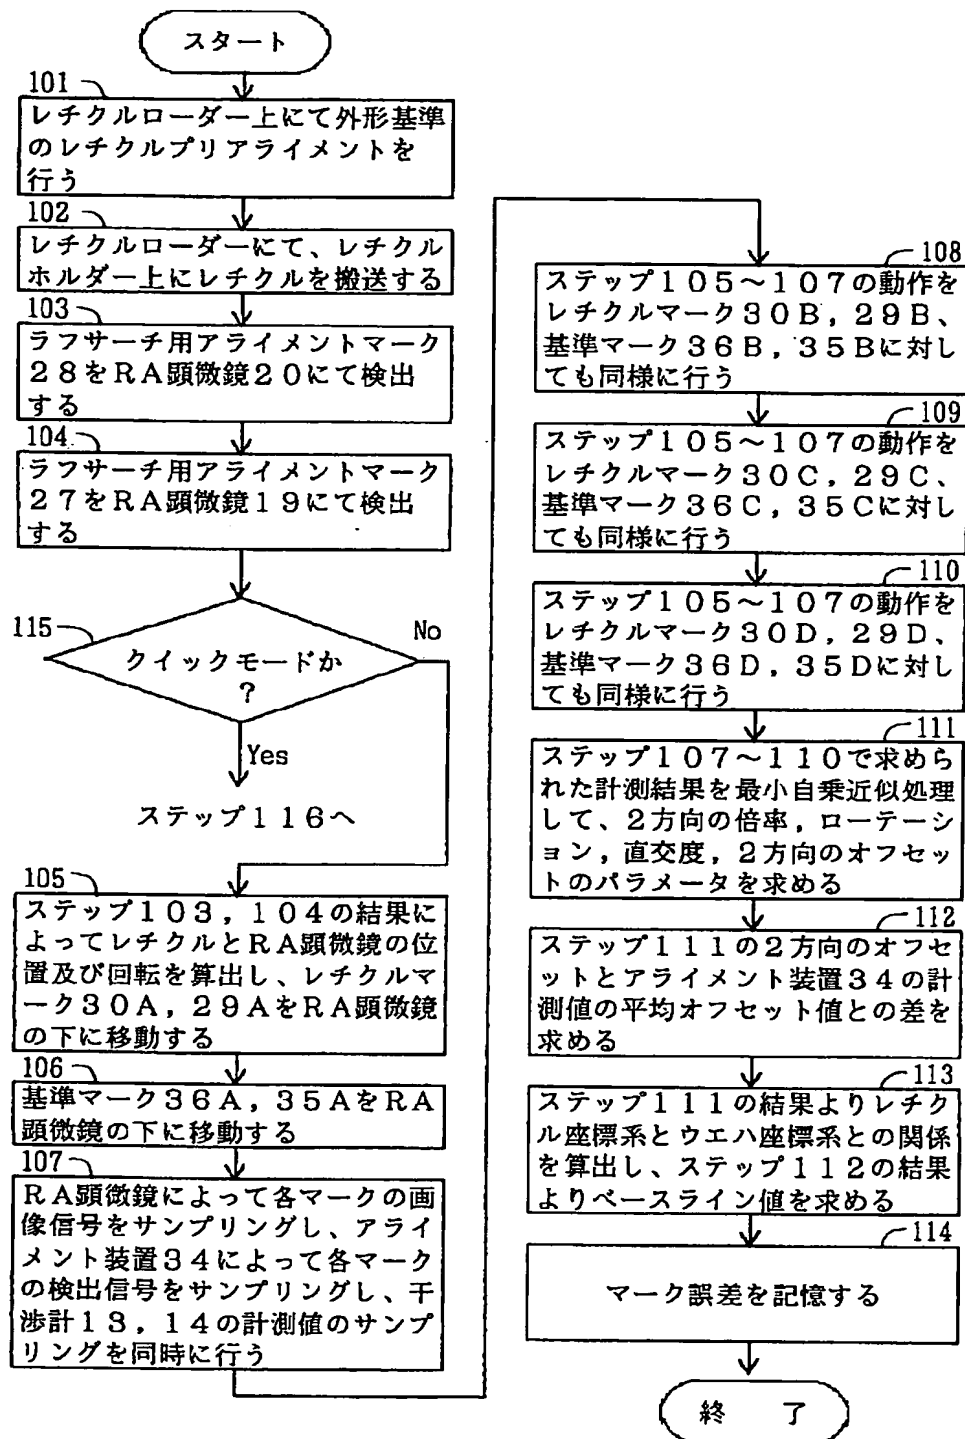 スタート
101
レチクルローダー上にて外形基準
のレチクルプリアライメントを
行う
102
レチクルローダーにて、レチクル
ホルダー上にレチクルを搬送する
103
ラフサーチ用アライメントマーク
28をRA顕微鏡20にて検出
する
104
ラフサーチ用アライメントマーク
27をRA顕微鏡19にて検出
する
115
クイックモードか
?
No
Yes
ステップ116へ
105
ステップ103,104の結果に
よってレチクルとRA顕微鏡の位
置及び回転を算出し、レチクルマ
ーク30A,29AをRA顕微鏡
の下に移動する
106
基準マーク36A,35AをRA
顕微鏡の下に移動する
107
RA顕微鏡によって各マークの画
像信号をサンプリングし、アライ
メント装置34によって各マーク
の検出信号をサンプリングし、干
渉計13,14の計測値のサンプ
リングを同時に行う
108
ステップ105~107の動作を
レチクルマーク30B,29B、
基準マーク36B,35Bに対し
ても同様に行う
109
ステップ105~107の動作を
レチクルマーク30C,29C、
基準マーク36C,35Cに対し
ても同様に行う
110
ステップ105~107の動作を
レチクルマーク30D,29D、
基準マーク36D,35Dに対し
ても同様に行う
111
ステップ107~110で求めら
れた計測結果を最小自乗近似処理
して、2方向の倍率,ローテーシ
ョン,直交度,2方向のオフセッ
トのパラメータを求める
112
ステップ111の2方向のオフセ
ットとアライメント装置34の計
測値の平均オフセット値との差を
求める
113
ステップ111の結果よりレチク
ル座標系とウエハ座標系との関係
を算出し、ステップ112の結果
よりベースライン値を求める
114
マーク誤差を記憶する
終 了